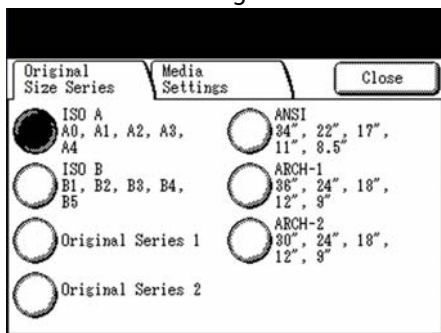 Original
Size Series
Media
Settings
Close
ISO A
A0, A1, A2, A3,
A4
ISO B
B1, B2, B3, B4,
B5
Original Series 1
Original Series 2
ANSI
34″, 22″, 17″,
11″, 8.5″
ARCH-1
36″, 24″, 18″,
12″, 9″
ARCH-2
30″, 24″, 18″,
12″, 9″